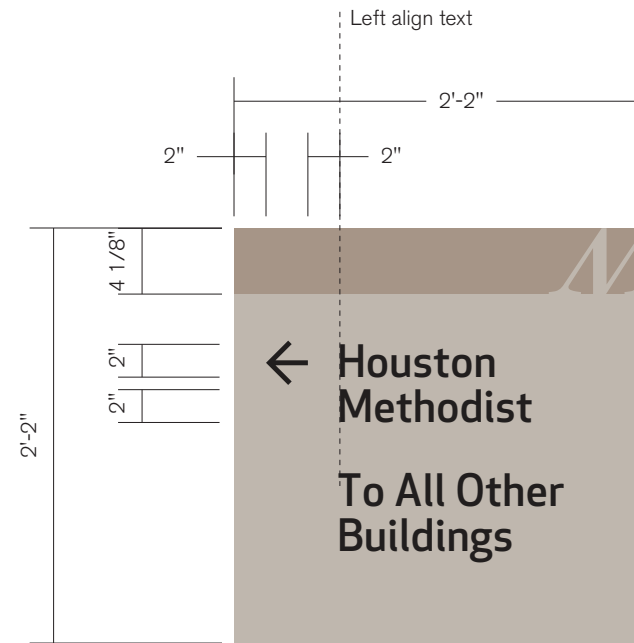 Left align text
2'-2"
2"
2"
4 1/8"
2"
2"
2'-2"
M
← Houston
Methodist
To All Other
Buildings